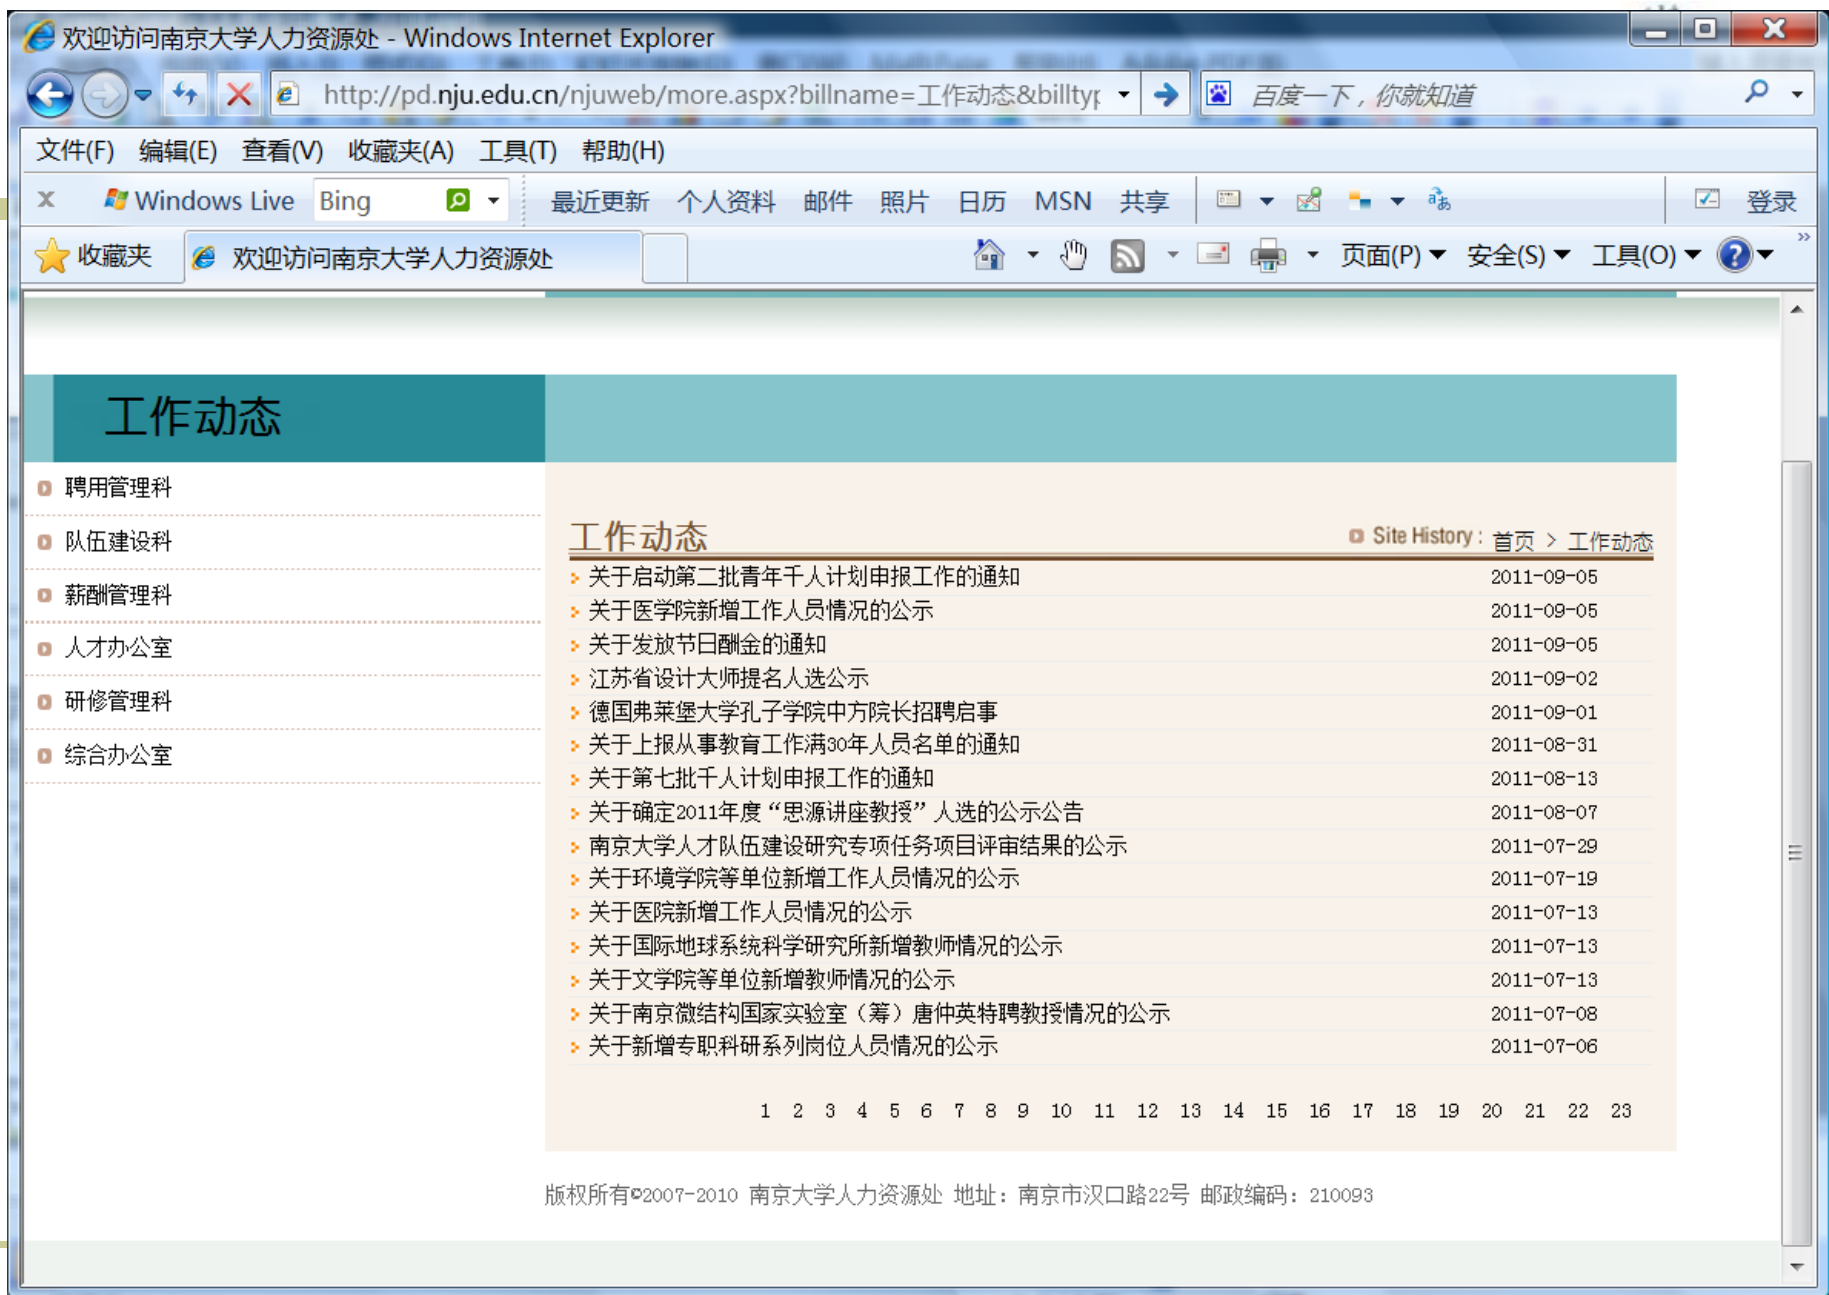 欢迎访问南京大学人力资源处 - Windows Internet Explorer
http://pd.nju.edu.cn/njuweb/more.aspx?billname=工作动态&billtyp 百度一下，你就知道
文件(F) 编辑(E) 查看(V) 收藏夹(A) 工具(T) 帮助(H)
x Windows Live Bing 最近更新 个人资料 邮件 照片 日历 MSN 共享 登录
收藏夹 欢迎访问南京大学人力资源处 页面(P) 安全(S) 工具(O)
工作动态
聘用管理科
队伍建设科
薪酬管理科
人才办公室
研修管理科
综合办公室
工作动态 Site History : 首页 > 工作动态
关于启动第二批青年千人计划申报工作的通知 2011-09-05
关于医学院新增工作人员情况的公示 2011-09-05
关于发放节日酬金的通知 2011-09-05
江苏省设计大师提名人选公示 2011-09-02
德国弗莱堡大学孔子学院中方院长招聘启事 2011-09-01
关于上报从事教育工作满30年人员名单的通知 2011-08-31
关于第七批千人计划申报工作的通知 2011-08-13
关于确定2011年度“思源讲座教授”人选的公示公告 2011-08-07
南京大学人才队伍建设研究专项任务项目评审结果的公示 2011-07-29
关于环境学院等单位新增工作人员情况的公示 2011-07-19
关于医院新增工作人员情况的公示 2011-07-13
关于国际地球系统科学研究所新增教师情况的公示 2011-07-13
关于文学院等单位新增教师情况的公示 2011-07-13
关于南京微结构国家实验室（筹）唐仲英特聘教授情况的公示 2011-07-08
关于新增专职科研系列岗位人员情况的公示 2011-07-06
1 2 3 4 5 6 7 8 9 10 11 12 13 14 15 16 17 18 19 20 21 22 23
版权所有©2007-2010 南京大学人力资源处 地址：南京市汉口路22号 邮政编码：210093